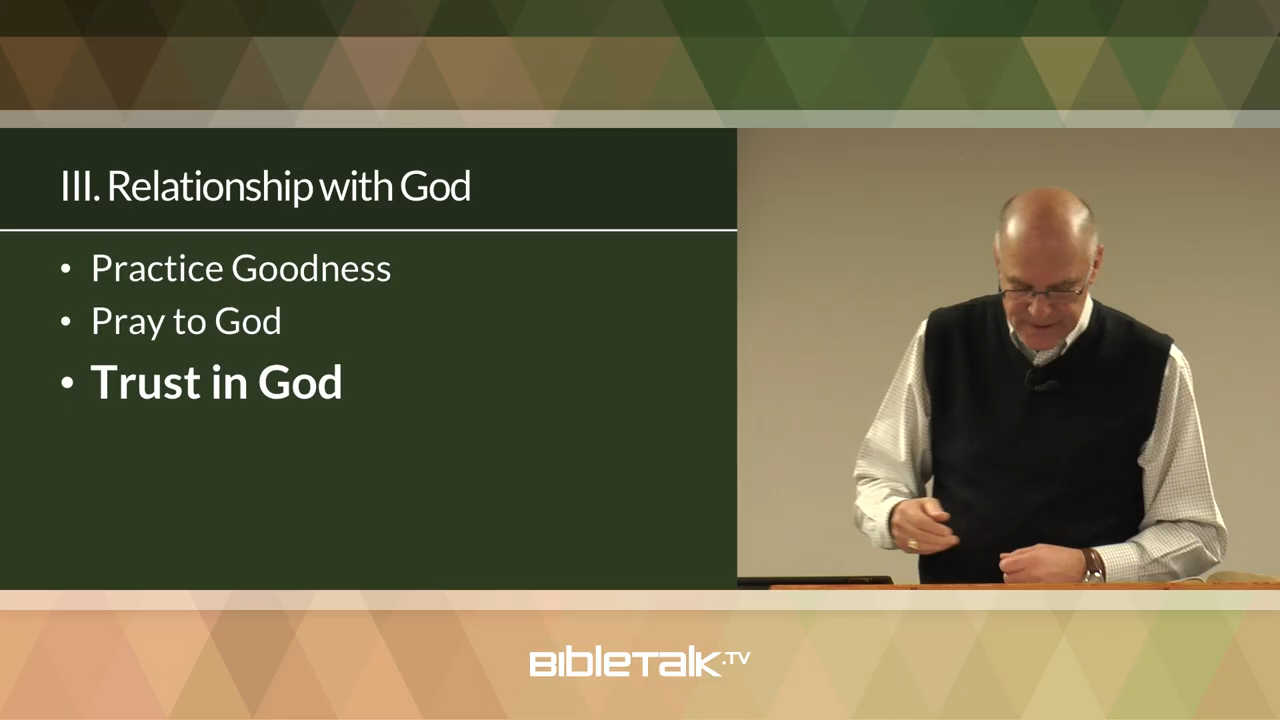 III. Relationship with God
• Practice Goodness
• Pray to God
• Trust in God
BIBLETALK.TV